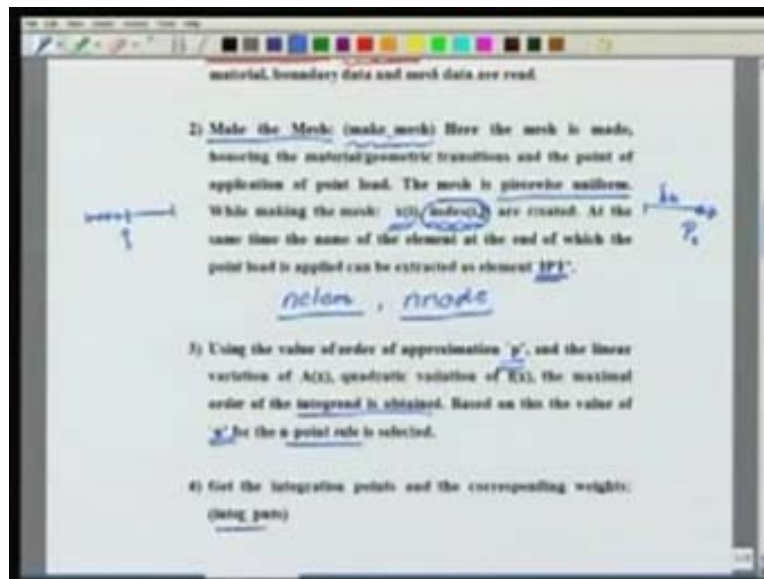 material, boundary data and mesh data are read.
2) Make the Mesh: (make_mesh) Here the mesh is made,
honoring the material/geometric transitions and the point of
application of point load. The mesh is piecewise uniform.
While making the mesh: x(i), are created. At the
same time the name of the element at the end of which the
point load is applied can be extracted as element
nelem, nnode
3) Using the value of order of approximation 'p', and the linear
variation of A(x), quadratic variation of f(x), the maximal
order of the integrand is obtained. Based on this the value of
'n' for the n-point rule is selected.
4) Get the integration points and the corresponding weights:
(integ_pnts)